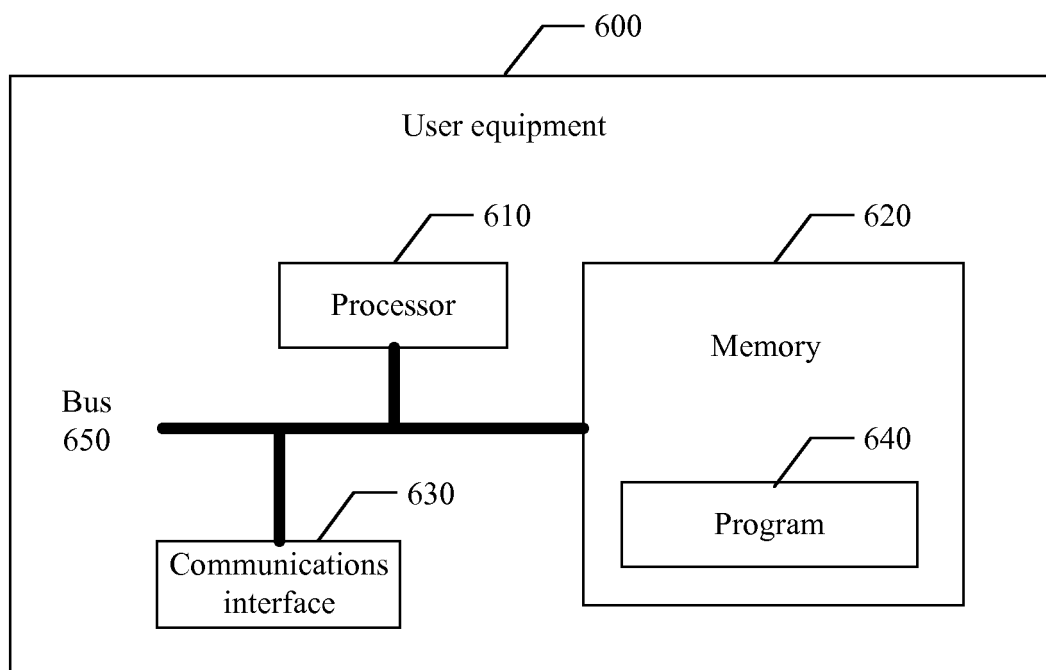 600
User equipment
610
620
Processor
Memory
Bus
650
640
630
Program
Communications
interface